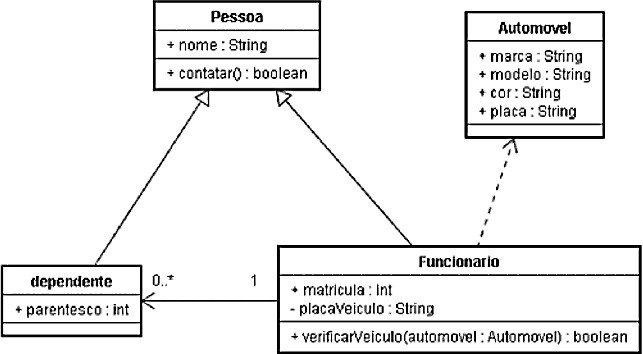 Pessoa
+ nome : String
+ contatar() : boolean
Automovel
+ marca : String
+ modelo : String
+ cor : String
+ placa : String
dependente
+ parentesco : int
0..*
1
Funcionario
+ matricula : Int
- placaVeiculo : String
+ verificarVeiculo(automovel : Automovel) : boolean